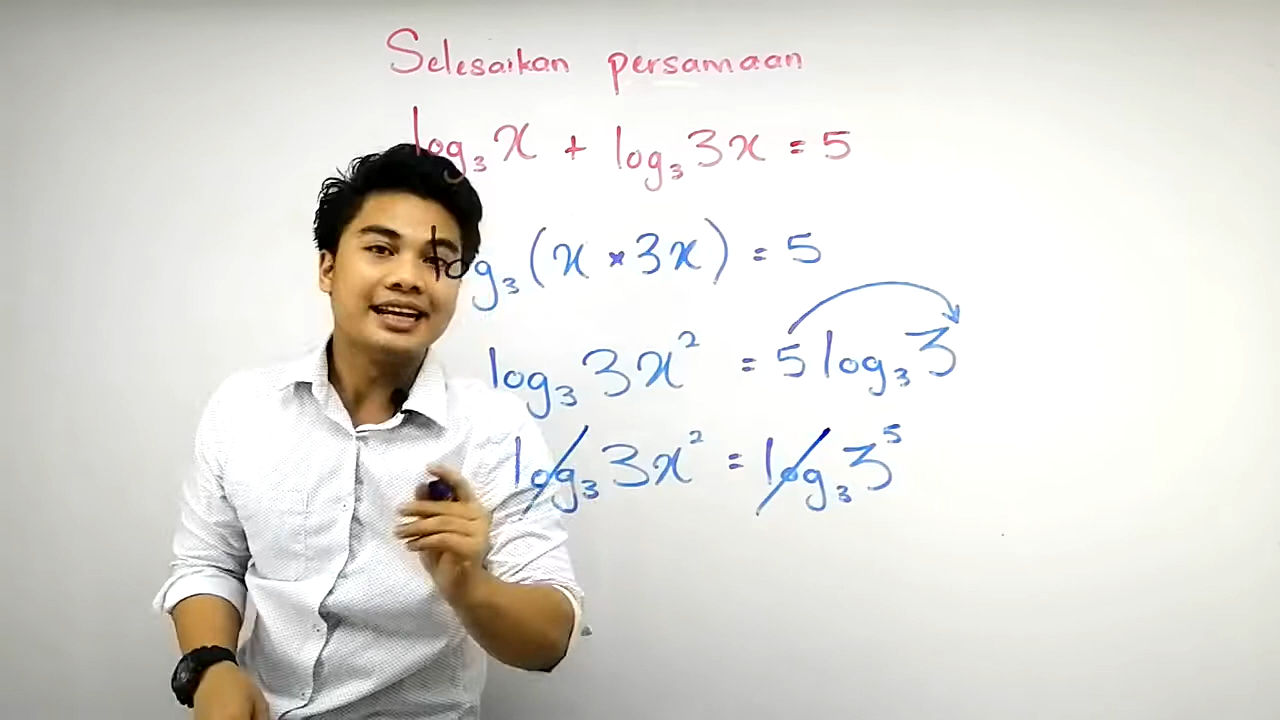 Selesaikan persamaan
log₃ x + log₃ 3x = 5
log₃ (x × 3x) = 5
log₃ 3x² = 5 log₃ 3
log₃ 3x² = log₃ 3⁵